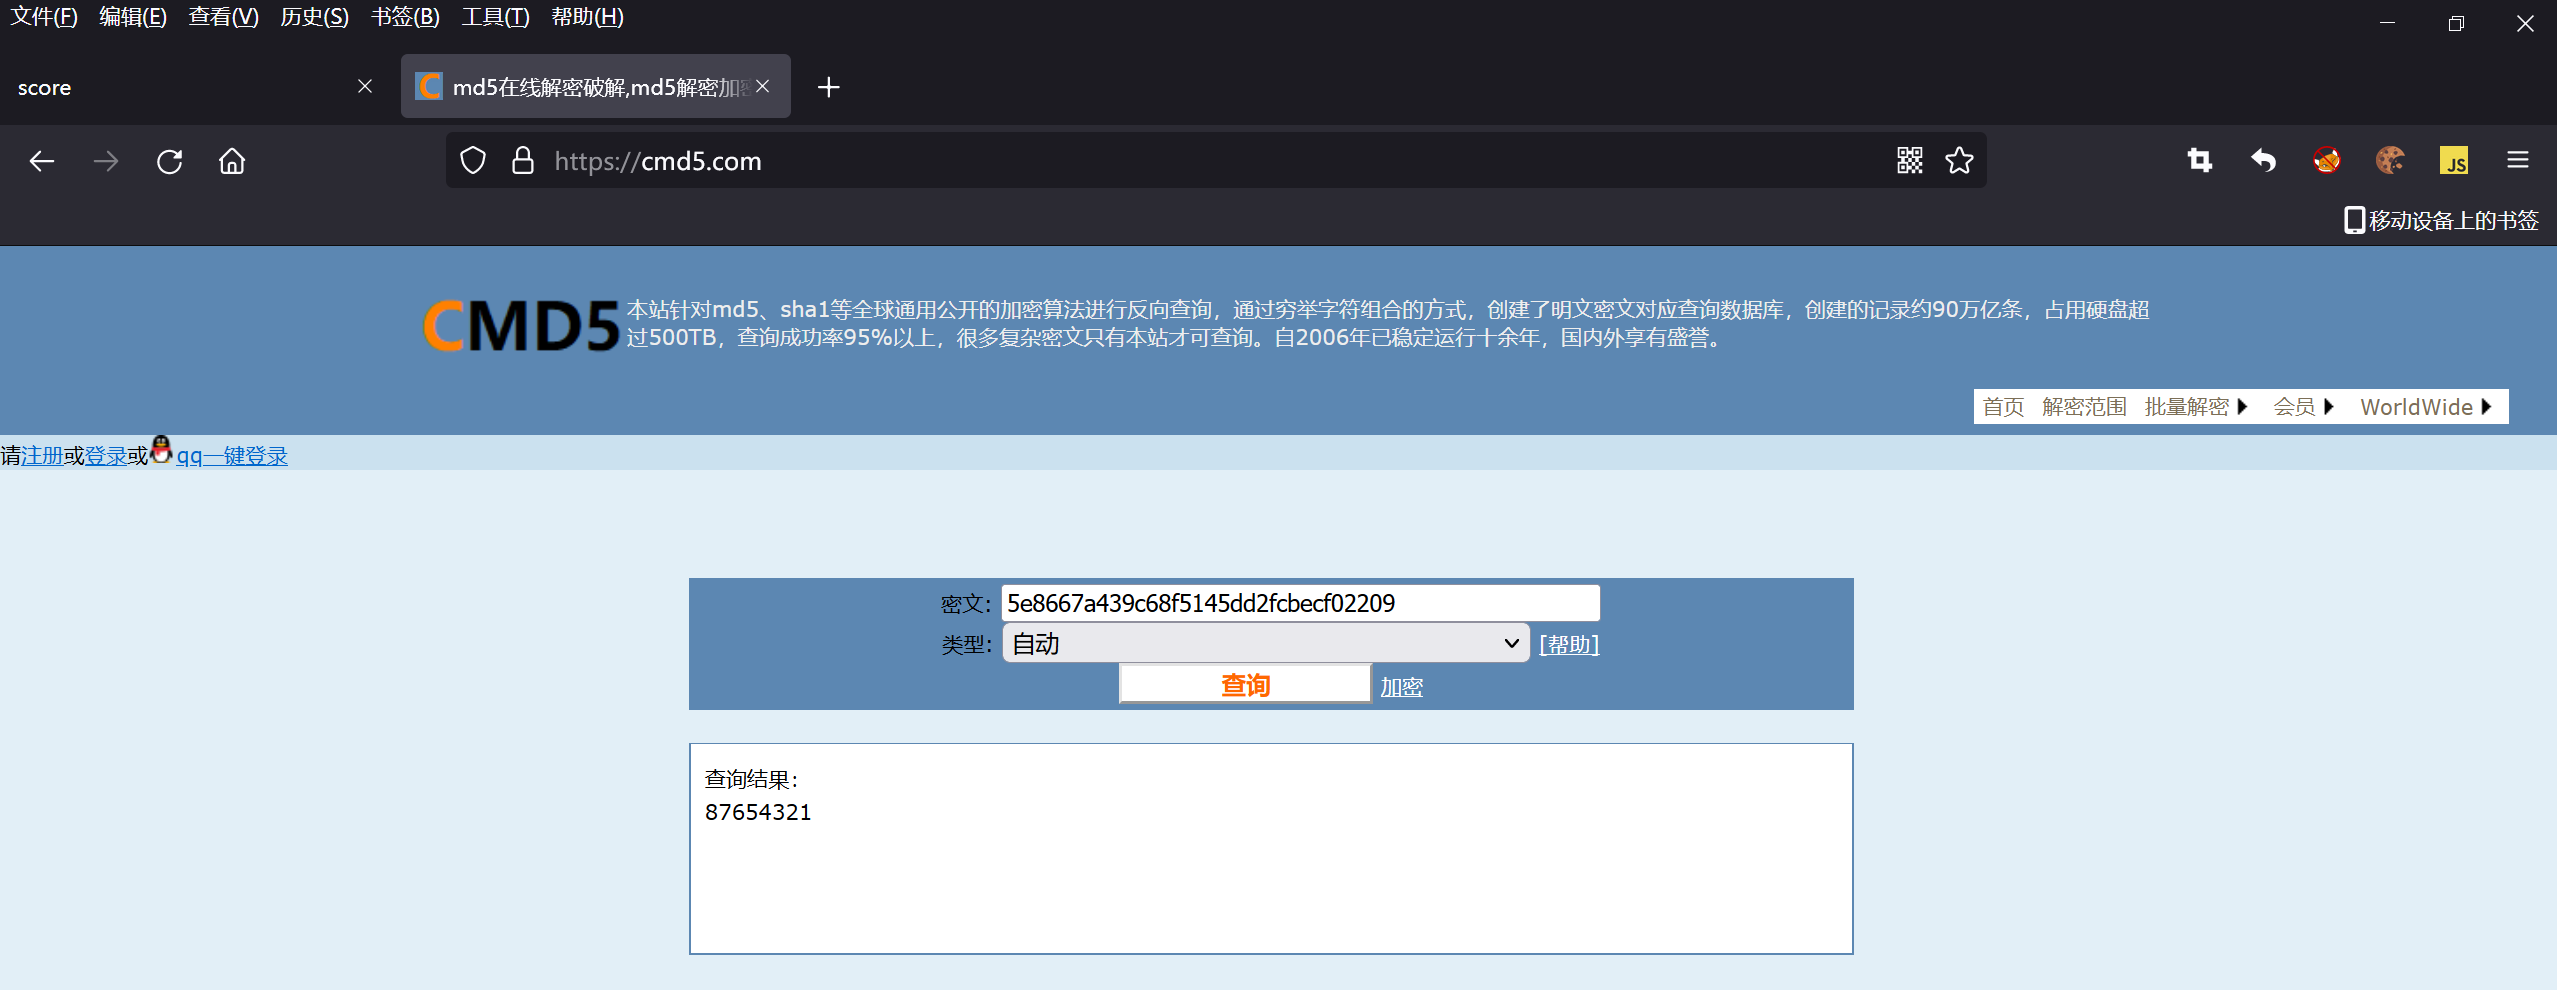 文件(F) 编辑(E) 查看(V) 历史(S) 书签(B) 工具(T) 帮助(H)
score
md5在线解密破解,md5解密加密
https://cmd5.com
JS
移动设备上的书签
CMD5
本站针对md5、sha1等全球通用公开的加密算法进行反向查询，通过穷举字符组合的方式，创建了明文密文对应查询数据库，创建的记录约90万亿条，占用硬盘超
过500TB，查询成功率95%以上，很多复杂密文只有本站才可查询。自2006年已稳定运行十余年，国内外享有盛誉。
首页 解密范围 批量解密 会员 WorldWide
请注册或登录或qq一键登录
密文：5e8667a439c68f5145dd2fcbecf02209
类型：自动 [帮助]
查询 加密
查询结果：
87654321